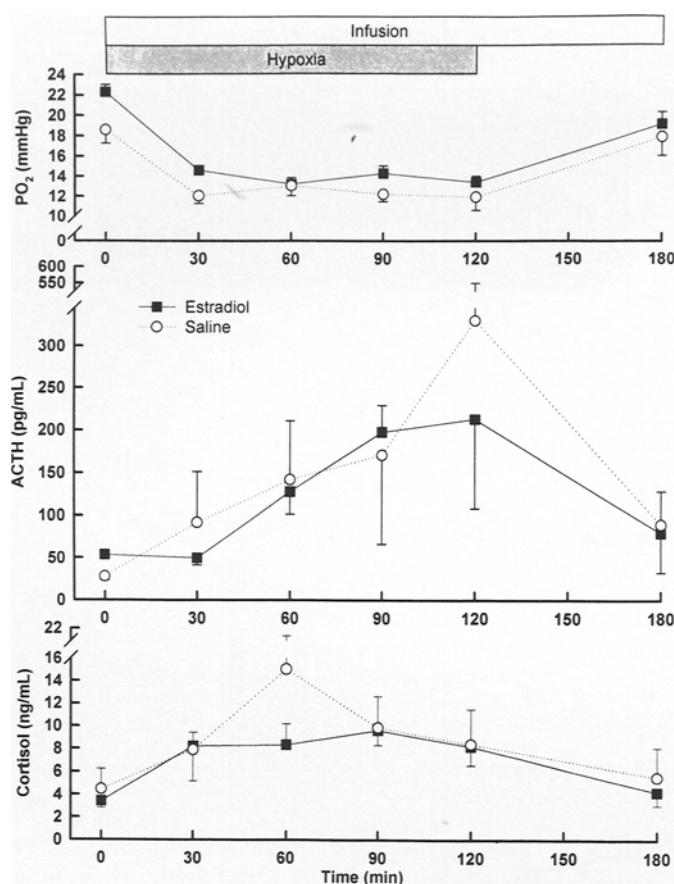 Infusion
Hypoxia
24
22
20
18
16
14
12
10
0
PO2 (mmHg)
0 30 60 90 120 150 180
600
550
300
250
200
150
100
50
0
ACTH (pg/mL)
Estradiol
Saline
0 30 60 90 120 150 180
22
16
14
12
10
8
6
4
2
0
Cortisol (ng/mL)
0 30 60 90 120 150 180
Time (min)